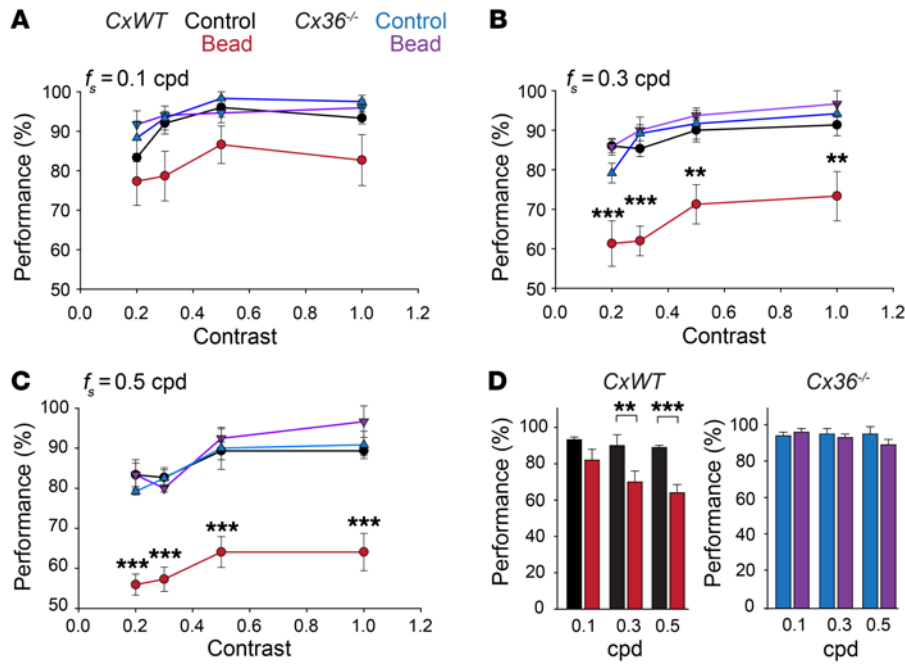 A CxWT Control Cx36-/- Control
Bead Bead
fs = 0.1 cpd
Performance (%)
100
90
80
70
60
50
0.0 0.2 0.4 0.6 0.8 1.0 1.2
Contrast
B
fs = 0.3 cpd
Performance (%)
100
90
80
70
60
50
*** *** ** **
0.0 0.2 0.4 0.6 0.8 1.0 1.2
Contrast
C
fs = 0.5 cpd
Performance (%)
100
90
80
70
60
50
*** *** *** ***
0.0 0.2 0.4 0.6 0.8 1.0 1.2
Contrast
D CxWT Cx36-/-
Performance (%)
100
80
60
40
20
0
** ***
0.1 0.3 0.5
cpd
Performance (%)
100
80
60
40
20
0
0.1 0.3 0.5
cpd